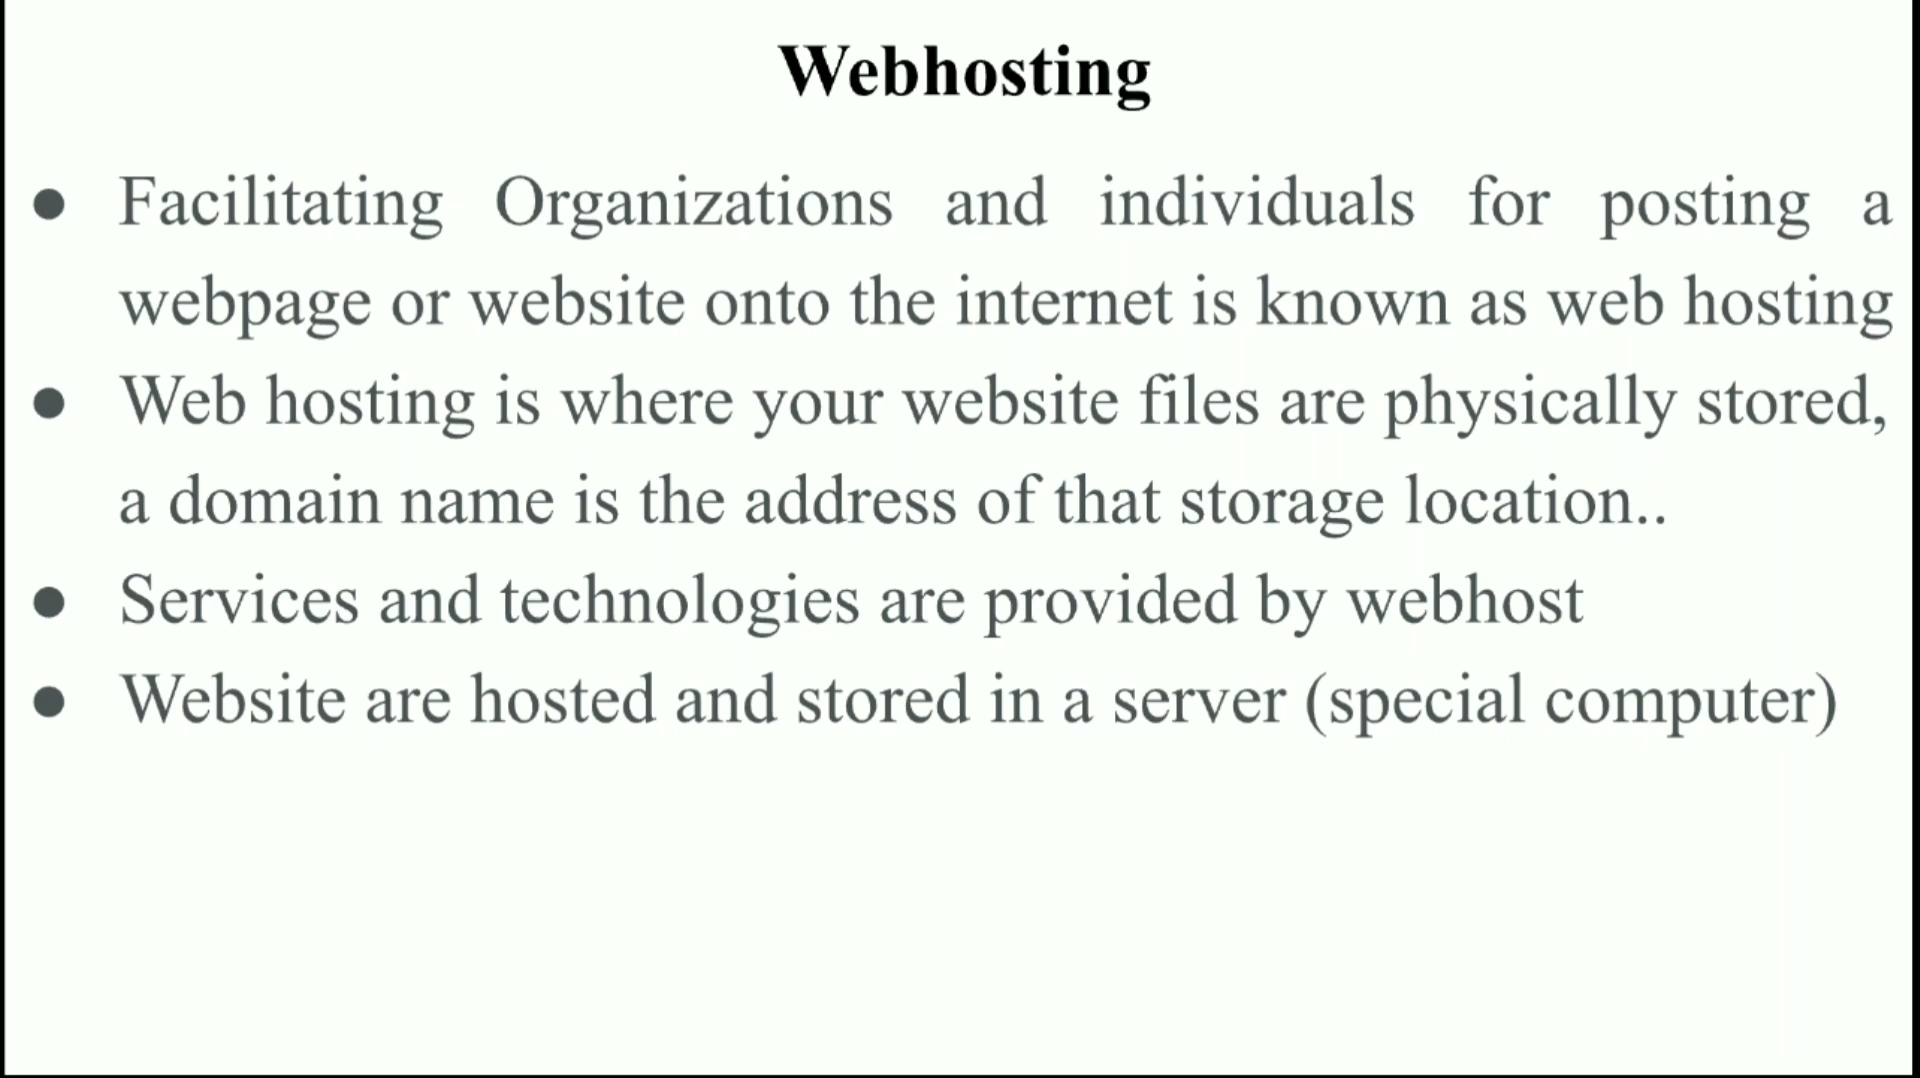 Webhosting
● Facilitating Organizations and individuals for posting a
webpage or website onto the internet is known as web hosting
● Web hosting is where your website files are physically stored,
a domain name is the address of that storage location..
● Services and technologies are provided by webhost
● Website are hosted and stored in a server (special computer)